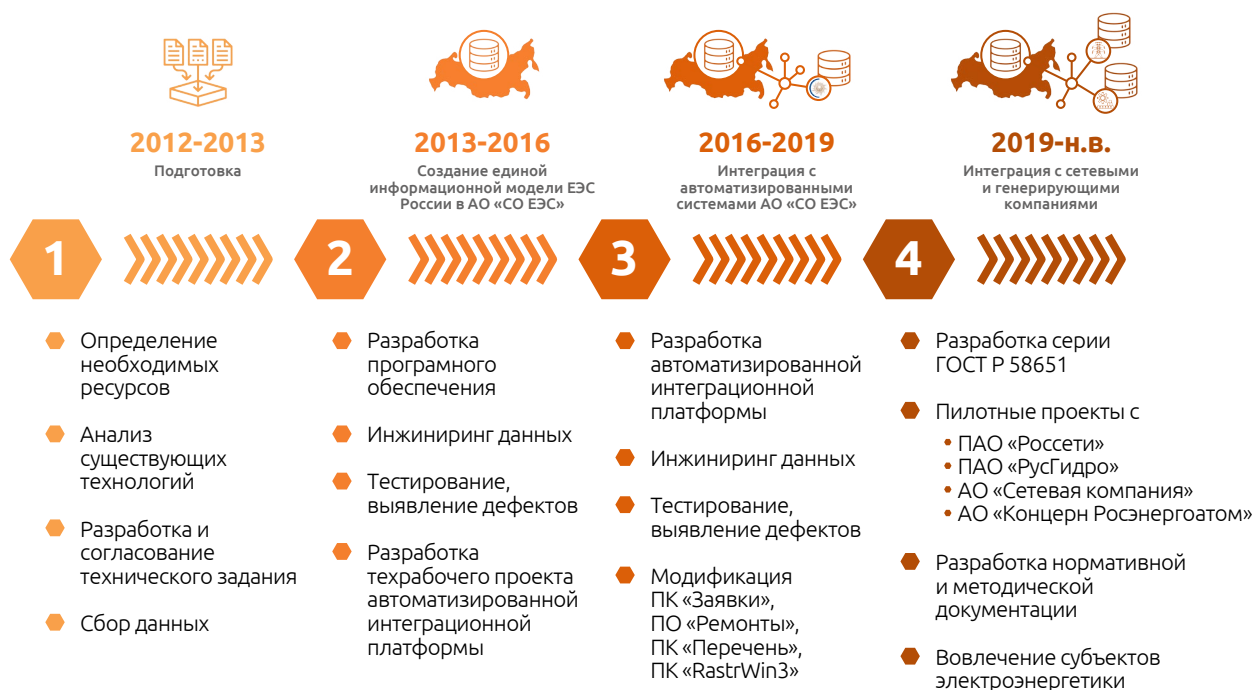 2012-2013
Подготовка
1
Определение
необходимых
ресурсов
Анализ
существующих
технологий
Разработка и
согласование
технического задания
Сбор данных
2013-2016
Создание единой
информационной модели ЕЭС
России в АО «СО ЕЭС»
2
Разработка
програмного
обеспечения
Инжиниринг данных
Тестирование,
выявление дефектов
Разработка
техрабочего проекта
автоматизированной
интеграционной
платформы
2016-2019
Интеграция с
автоматизированными
системами АО «СО ЕЭС»
3
Разработка
автоматизированной
интеграционной
платформы
Инжиниринг данных
Тестирование,
выявление дефектов
Модификация
ПК «Заявки»,
ПО «Ремонты»,
ПК «Перечень»,
ПК «RastrWin3»
2019-н.в.
Интеграция с сетевыми
и генерирующими
компаниями
4
Разработка серии
ГОСТ Р 58651
Пилотные проекты с
• ПАО «Россети»
• ПАО «РусГидро»
• АО «Сетевая компания»
• АО «Концерн Росэнергоатом»
Разработка нормативной
и методической
документации
Вовлечение субъектов
электроэнергетики